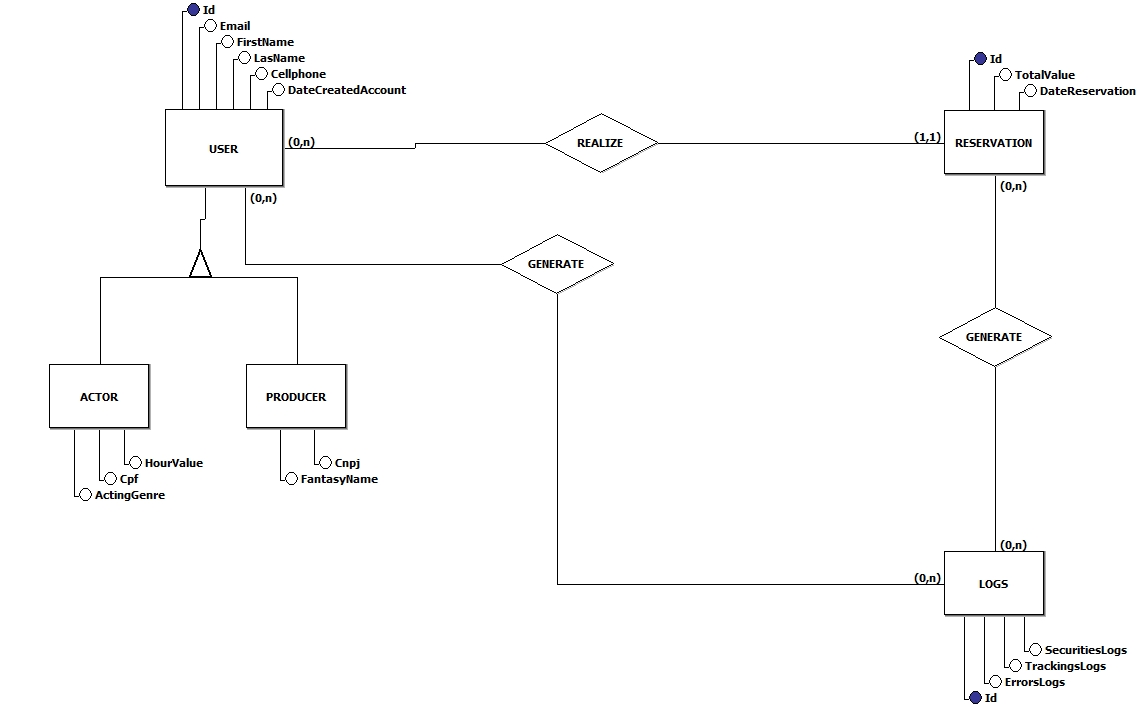 Id
Email
FirstName
LasName
Cellphone
DateCreatedAccount
Id
TotalValue
DateReservation
USER
(0,n)
REALIZE
(1,1)
RESERVATION
(0,n)
(0,n)
GENERATE
GENERATE
ACTOR
PRODUCER
HourValue
Cpf
ActingGenre
Cnpj
FantasyName
(0,n)
(0,n)
LOGS
SecuritiesLogs
TrackingsLogs
ErrorsLogs
Id